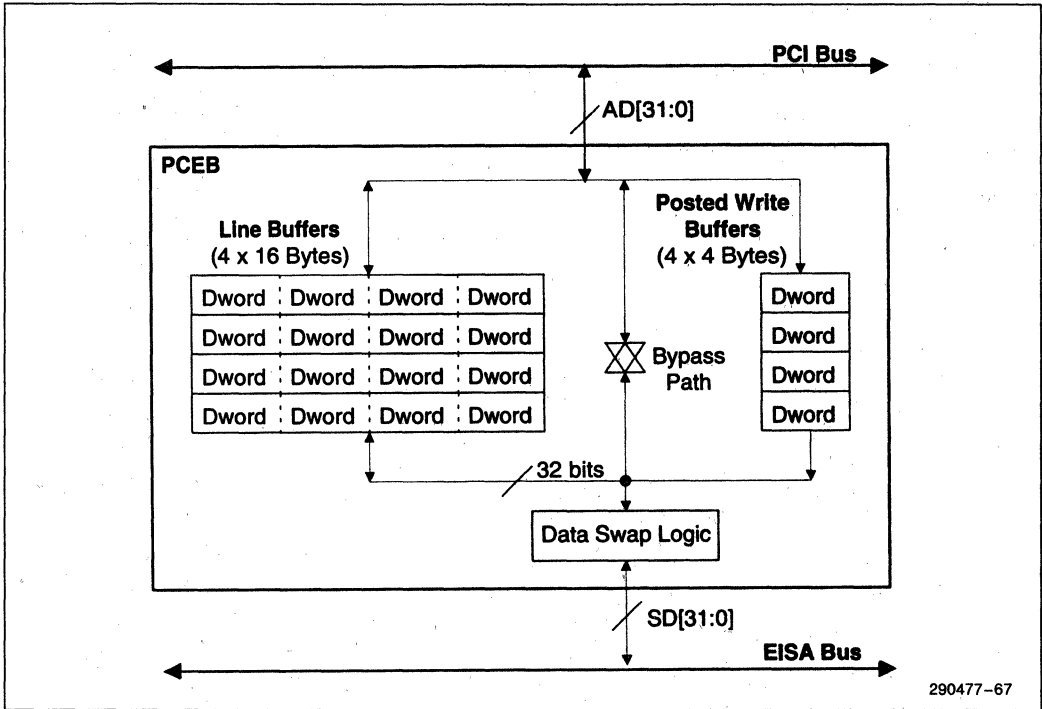 PCI Bus
AD[31:0]
PCEB
Line Buffers
(4 x 16 Bytes)
Posted Write
Buffers
(4 x 4 Bytes)
Dword Dword Dword Dword
Dword Dword Dword Dword
Dword Dword Dword Dword
Dword Dword Dword Dword
Bypass
Path
Dword
Dword
Dword
Dword
32 bits
Data Swap Logic
SD[31:0]
EISA Bus
290477-67